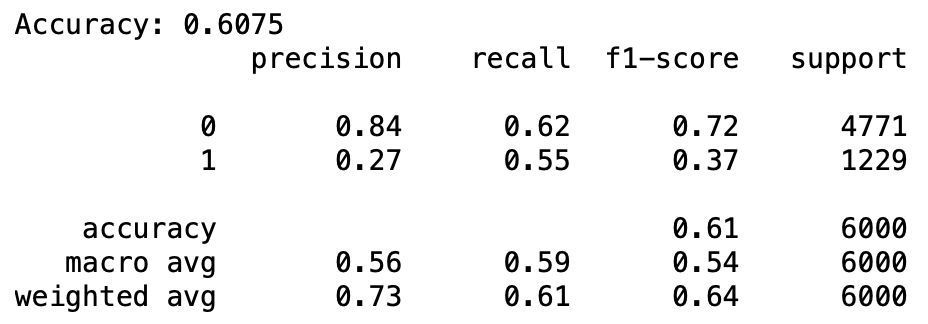 Accuracy: 0.6075
precision recall f1-score support
0 0.84 0.62 0.72 4771
1 0.27 0.55 0.37 1229
accuracy 0.61 6000
macro avg 0.56 0.59 0.54 6000
weighted avg 0.73 0.61 0.64 6000